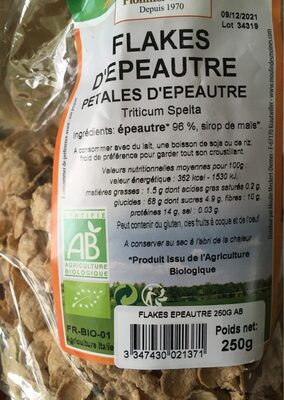 Depuis 1970
09/12/2021
Lot 34319
FLAKES
D'EPEAUTRE
PETALES D'EPEAUTRE
Triticum Spelta
Ingrédients: épeautre* 96 %, sirop de maïs*.
A consommer avec du lait, une boisson de soja ou de riz,
froid de préférence pour garder tout son croustillant.
Valeurs nutritionnelles moyennes pour 100g:
valeur énergétique : 362 kcal - 1530 kJ,
matières grasses : 1.5 g dont acides gras saturés 0.2 g,
glucides : 68 g dont sucres 4.9 g, fibres : 10 g,
protéines 14 g, sel : 0.03 g.
Peut contenir du gluten, des fruits à coque et de l'oeuf
A conserver au sec à l'abri de la chaleur
*Produit issu de l'Agriculture
Biologique
CERTIFIÉ
AB
AGRICULTURE
BIOLOGIQUE
FR-BIO-01
Agriculture Italie
FLAKES EPEAUTRE 250G AB
Poids net:
250g
3 347430 021371